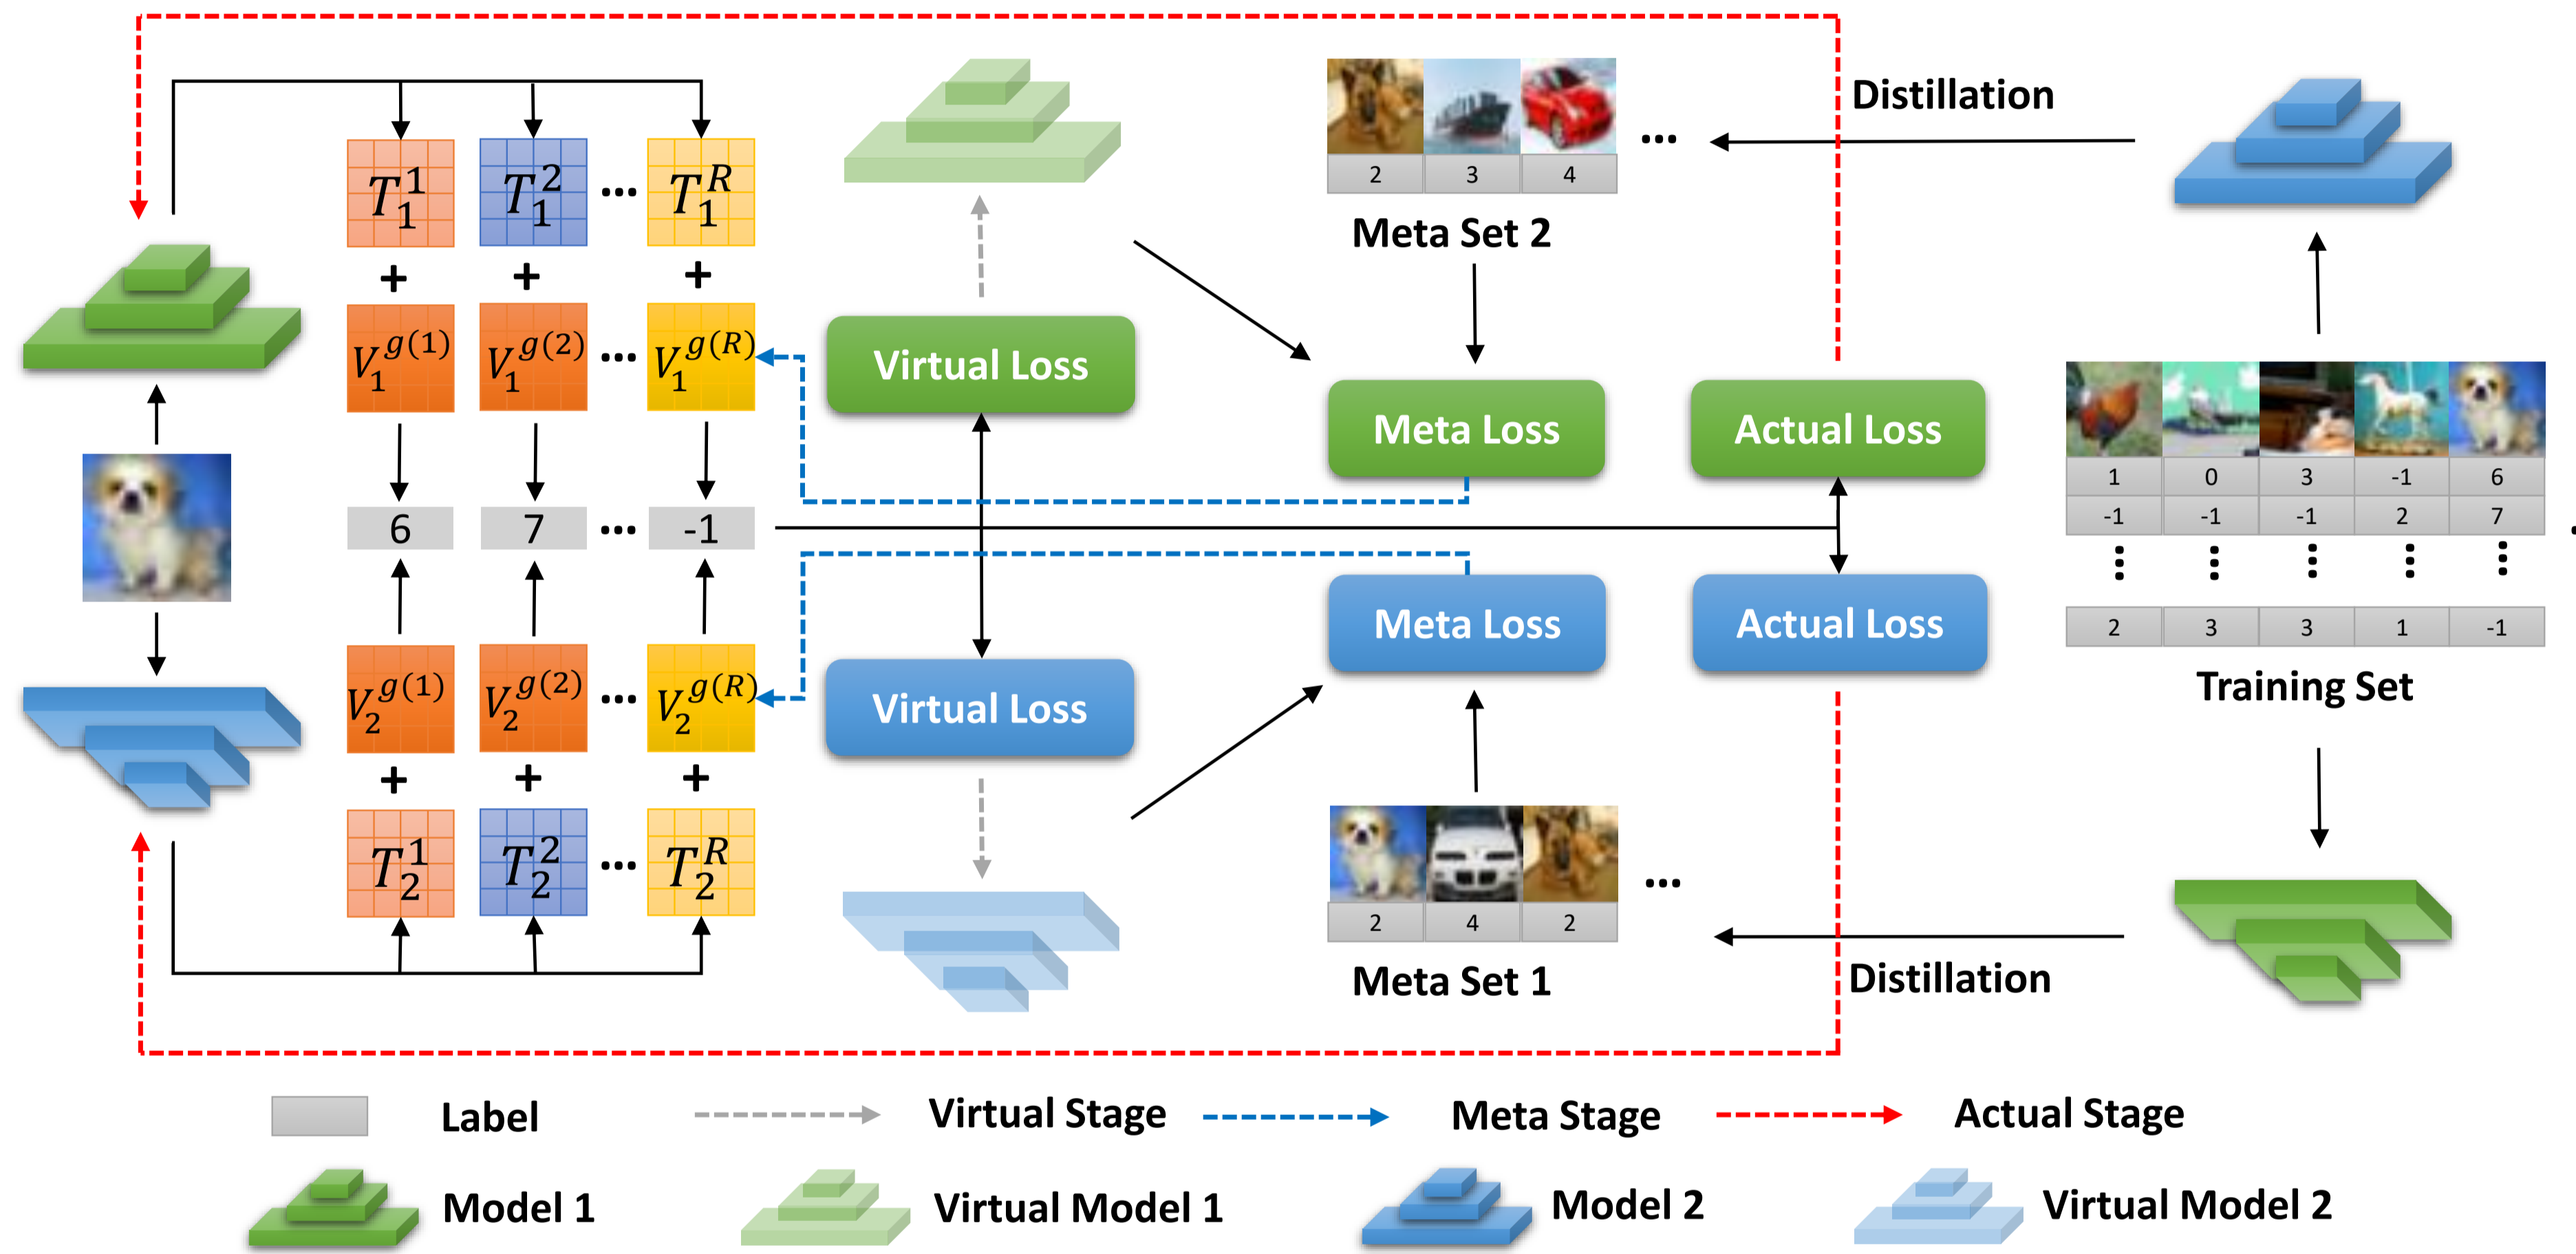 T_1^1 T_1^2 ... T_1^R
+ + +
V_1^{g(1)} V_1^{g(2)} ... V_1^{g(R)}
6 7 ... -1
V_2^{g(1)} V_2^{g(2)} ... V_2^{g(R)}
+ + +
T_2^1 T_2^2 ... T_2^R
Virtual Loss
Virtual Loss
2 3 4 ...
Meta Set 2
Meta Loss
Meta Loss
2 4 2 ...
Meta Set 1
Actual Loss
Actual Loss
Distillation
1 0 3 -1 6
-1 -1 -1 2 7
2 3 3 1 -1
Training Set
Distillation
Label
Virtual Stage
Meta Stage
Actual Stage
Model 1
Virtual Model 1
Model 2
Virtual Model 2